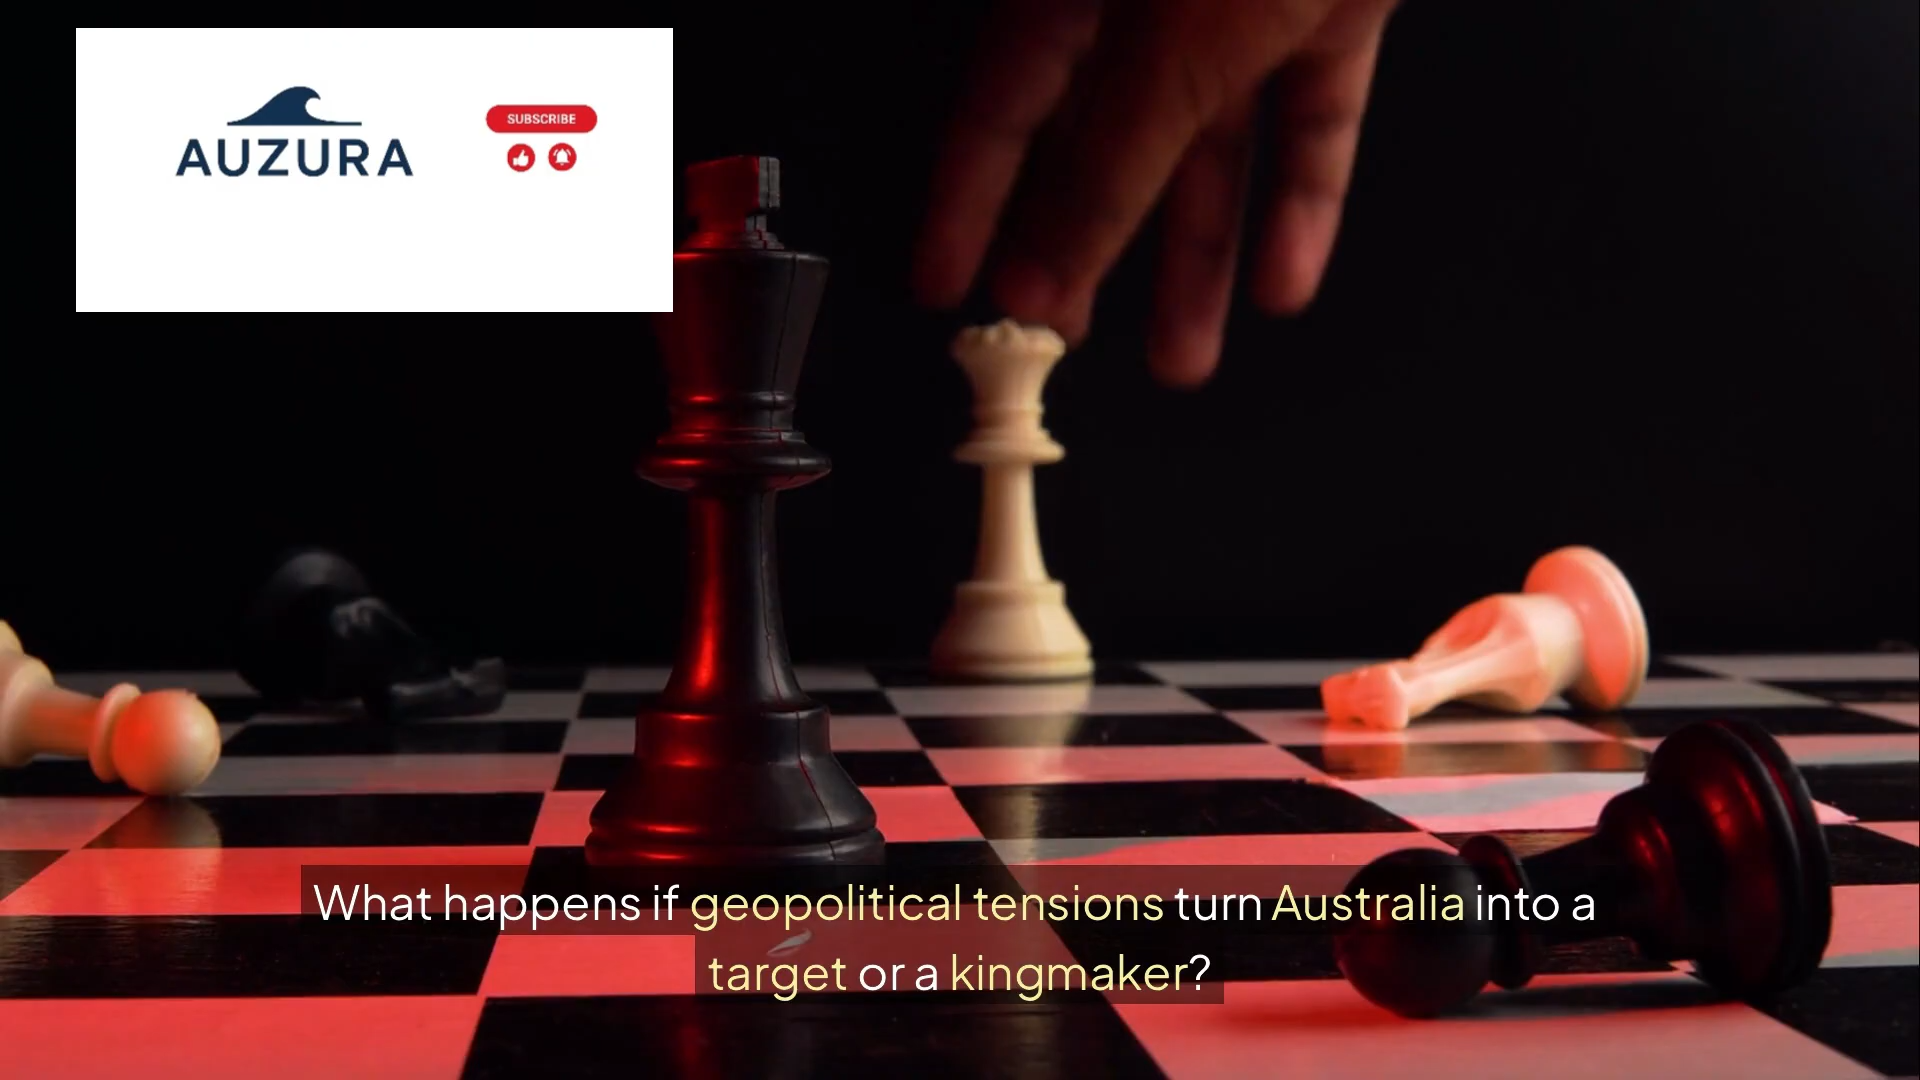 AUZURA
SUBSCRIBE
What happens if geopolitical tensions turn Australia into a
target or a kingmaker?